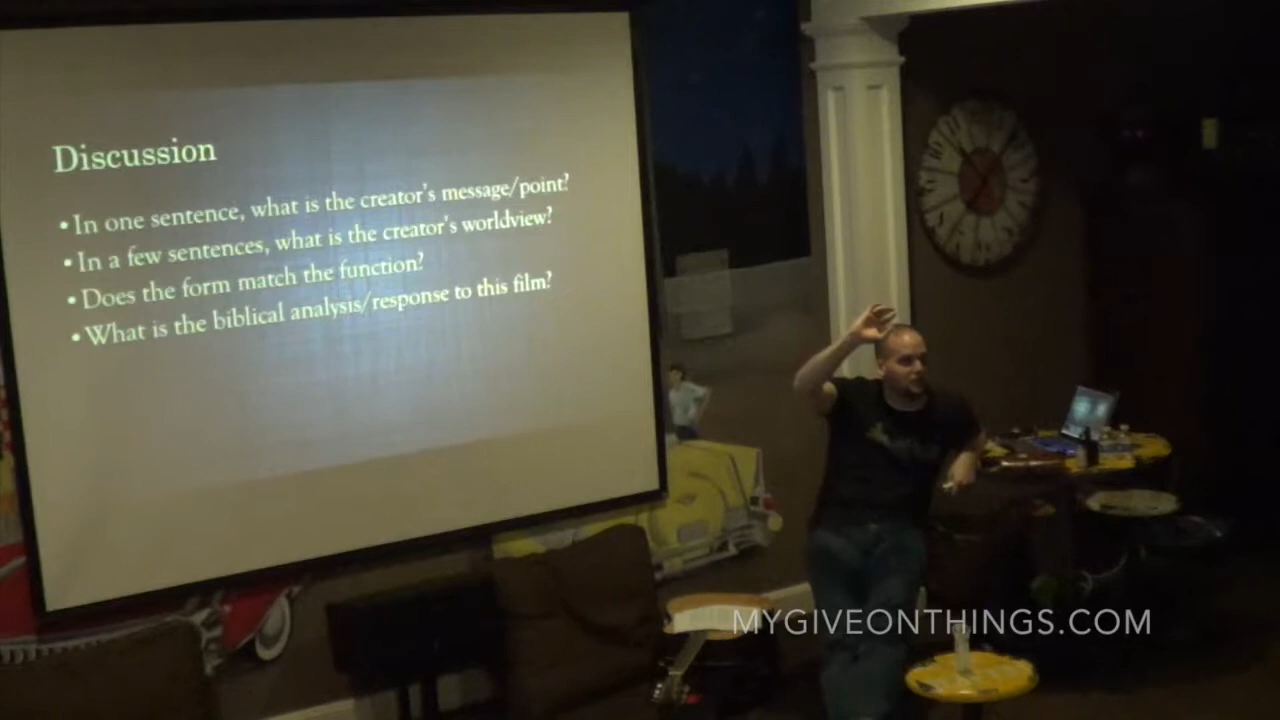 Discussion
• In one sentence, what is the creator's message/point?
• In a few sentences, what is the creator's worldview?
• Does the form match the function?
• What is the biblical analysis/response to this film?
MYGIVEONTHINGS.COM